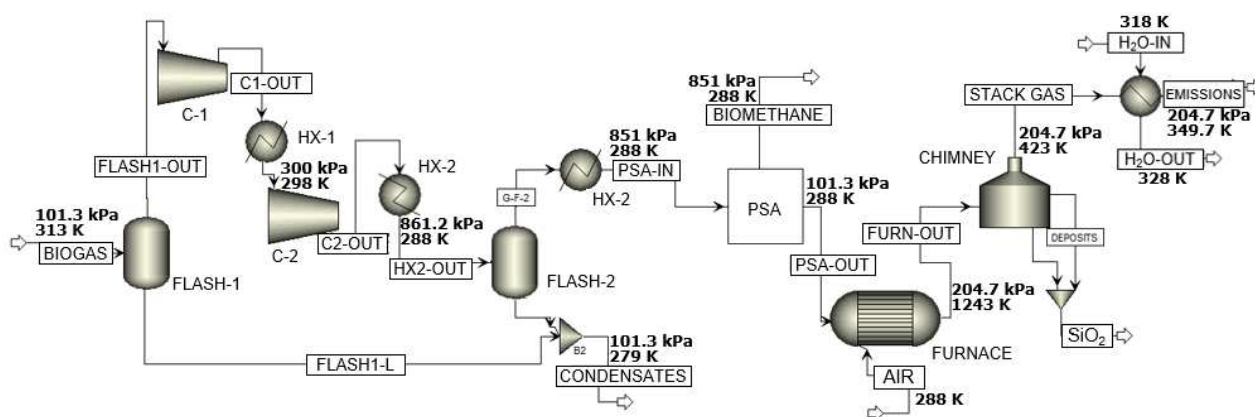 101.3 kPa
313 K
BIOGAS
FLASH-1
FLASH1-OUT
C-1
C1-OUT
HX-1
300 kPa
298 K
C-2
C2-OUT
HX-2
861.2 kPa
288 K
HX2-OUT
FLASH-2
G-F-2
HX-2
851 kPa
288 K
PSA-IN
FLASH1-L
B2
101.3 kPa
279 K
CONDENSATES
PSA
851 kPa
288 K
BIOMETHANE
101.3 kPa
288 K
PSA-OUT
FURNACE
AIR
288 K
204.7 kPa
1243 K
FURN-OUT
CHIMNEY
204.7 kPa
423 K
STACK GAS
DEPOSITS
SiO₂
318 K
H₂O-IN
EMISSIONS
204.7 kPa
349.7 K
H₂O-OUT
328 K